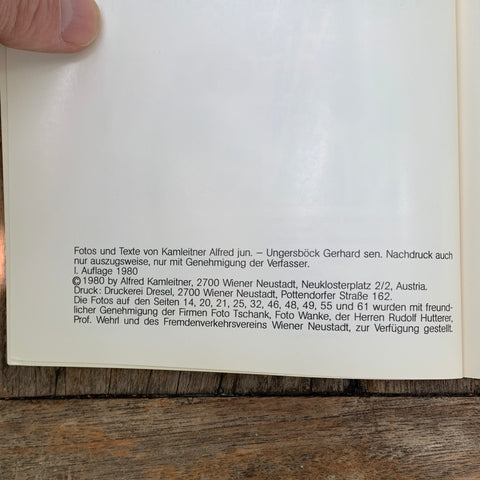 Fotos und Texte von Kamleitner Alfred jun. – Ungersböck Gerhard sen. Nachdruck auch
nur auszugsweise, nur mit Genehmigung der Verfasser.
I. Auflage 1980
© 1980 by Alfred Kamleitner, 2700 Wiener Neustadt, Neuklosterplatz 2/2, Austria.
Druck: Druckerei Dresel, 2700 Wiener Neustadt, Pottendorfer Straße 162.
Die Fotos auf den Seiten 14, 20, 21, 25, 32, 46, 48, 49, 55 und 61 wurden mit freund-
licher Genehmigung der Firmen Foto Tschank, Foto Wanke, der Herren Rudolf Hutterer,
Prof. Wehrl und des Fremdenverkehrsvereins Wiener Neustadt, zur Verfügung gestellt.